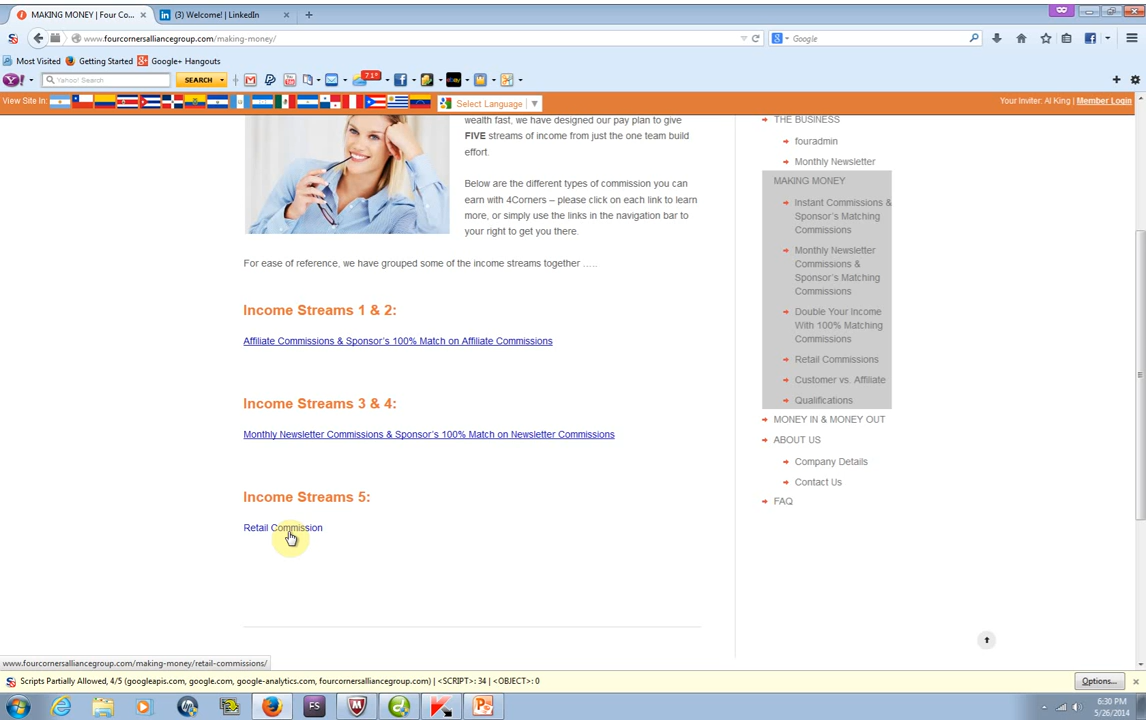 MAKING MONEY | Four Co...
(3) Welcome! | LinkedIn
www.fourcornersalliancegroup.com/making-money/
Google
Most Visited
Getting Started
Google+ Hangouts
Yahoo! Search
SEARCH
71°
View Site In:
Select Language
Your Inviter: Al King | Member Login
wealth fast, we have designed our pay plan to give
FIVE streams of income from just the one team build
effort.
Below are the different types of commission you can
earn with 4Corners – please click on each link to learn
more, or simply use the links in the navigation bar to
your right to get you there.
For ease of reference, we have grouped some of the income streams together …..
Income Streams 1 & 2:
Affiliate Commissions & Sponsor's 100% Match on Affiliate Commissions
Income Streams 3 & 4:
Monthly Newsletter Commissions & Sponsor's 100% Match on Newsletter Commissions
Income Streams 5:
Retail Commission
THE BUSINESS
fouradmin
Monthly Newsletter
MAKING MONEY
Instant Commissions &
Sponsor's Matching
Commissions
Monthly Newsletter
Commissions &
Sponsor's Matching
Commissions
Double Your Income
With 100% Matching
Commissions
Retail Commissions
Customer vs. Affiliate
Qualifications
MONEY IN & MONEY OUT
ABOUT US
Company Details
Contact Us
FAQ
www.fourcornersalliancegroup.com/making-money/retail-commissions/
Scripts Partially Allowed, 4/5 (googleapis.com, google.com, google-analytics.com, fourcornersalliancegroup.com) | <SCRIPT>: 34 | <OBJECT>: 0
Options...
FS
6:30 PM
5/26/2014